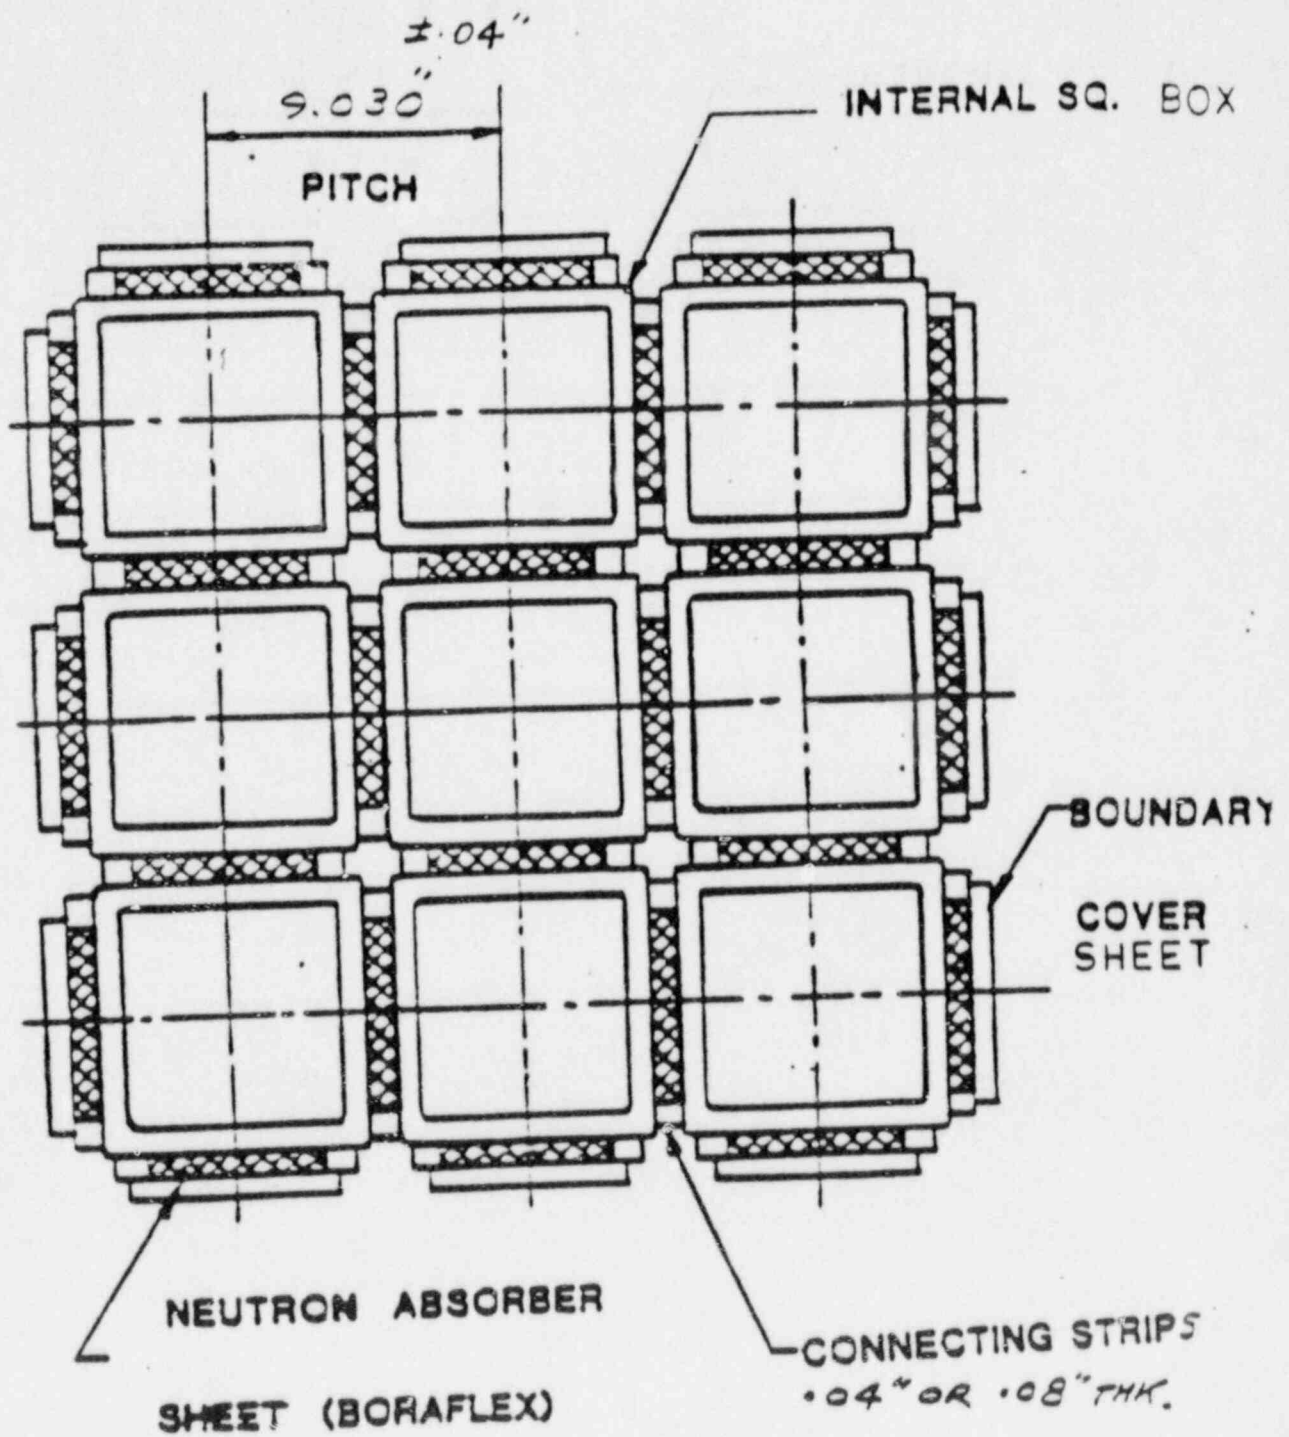 ±.04"
9.030"
PITCH
INTERNAL SQ. BOX
BOUNDARY
COVER
SHEET
NEUTRON ABSORBER
SHEET (BORAFLEX)
CONNECTING STRIPS
.04" OR .08" THK.